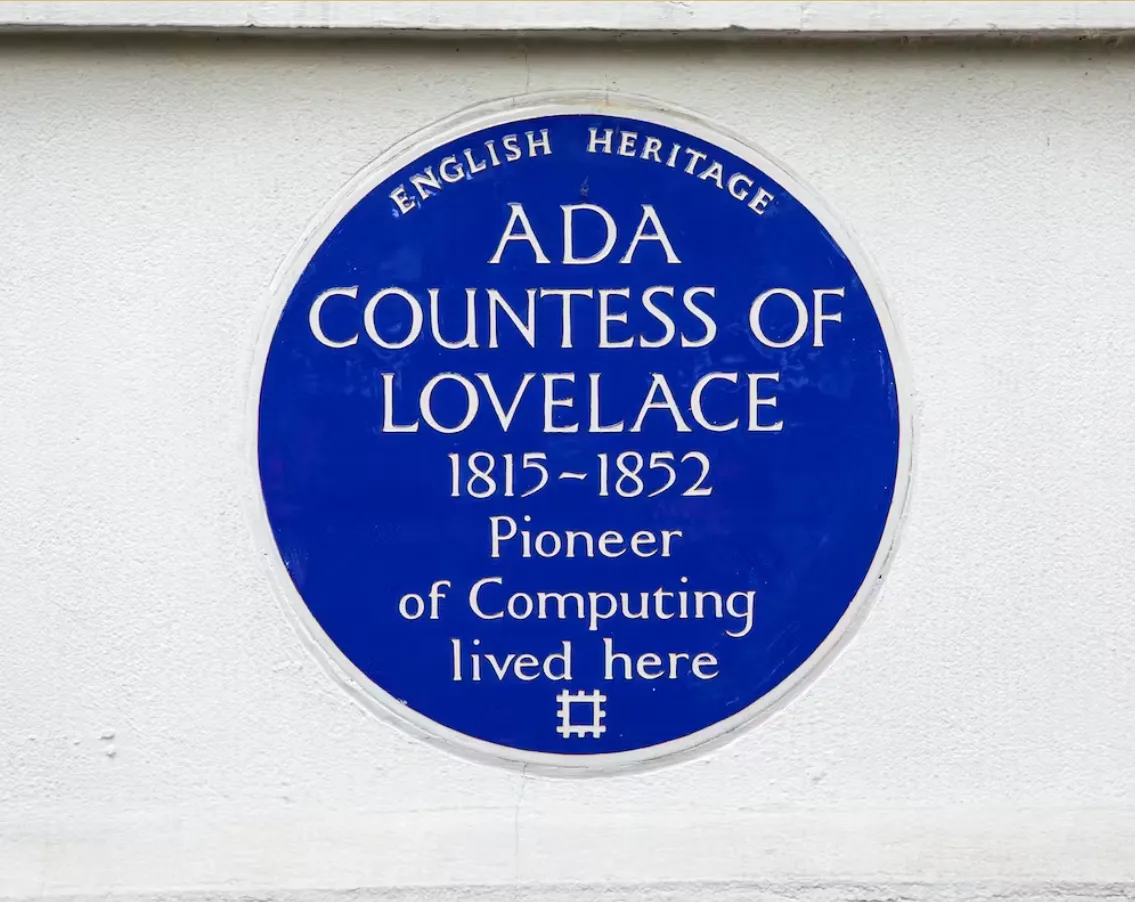 ENGLISH HERITAGE
ADA
COUNTESS OF
LOVELACE
1815~1852
Pioneer
of Computing
lived here